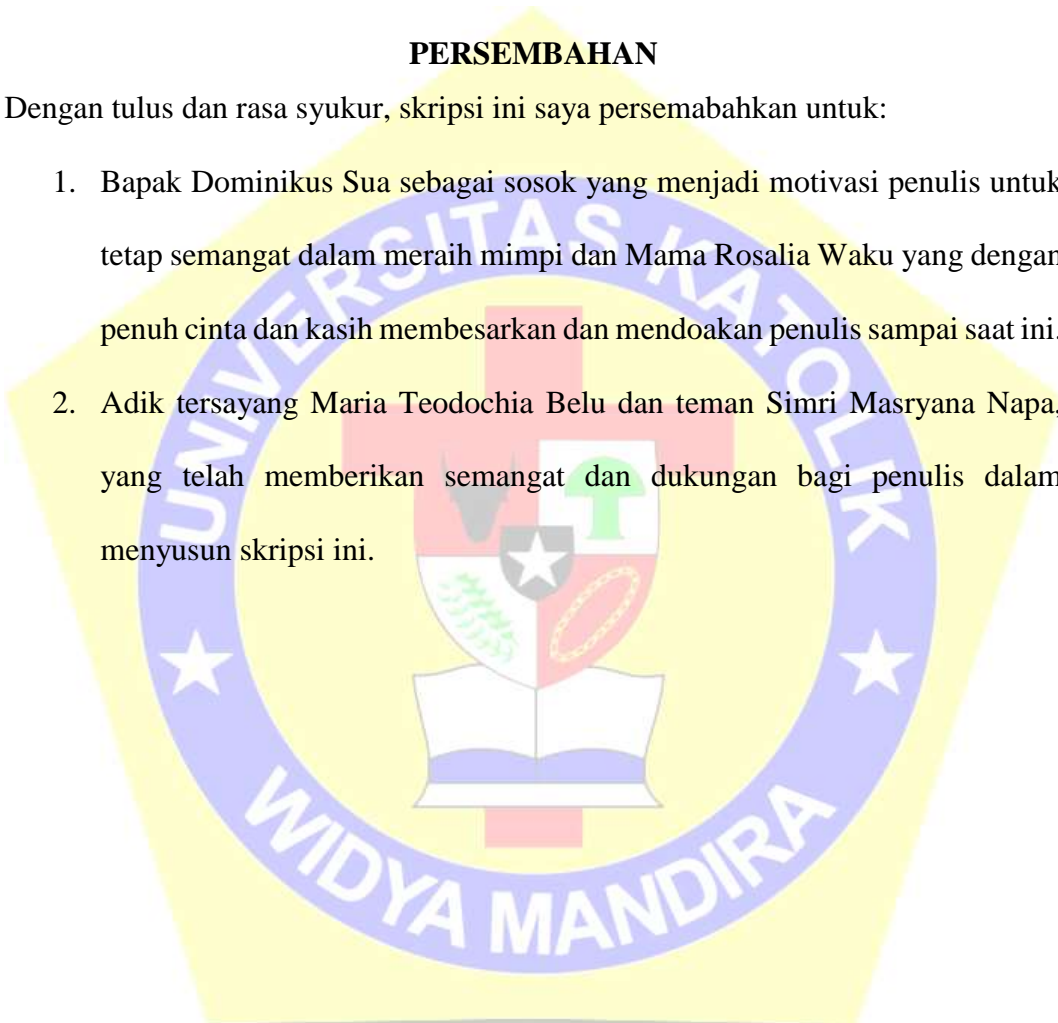 PERSEMBAHAN
Dengan tulus dan rasa syukur, skripsi ini saya persemabahkan untuk:
1. Bapak Dominikus Sua sebagai sosok yang menjadi motivasi penulis untuk
tetap semangat dalam meraih mimpi dan Mama Rosalia Waku yang dengan
penuh cinta dan kasih membesarkan dan mendoakan penulis sampai saat ini.
2. Adik tersayang Maria Teodochia Belu dan teman Simri Masryana Napa,
yang telah memberikan semangat dan dukungan bagi penulis dalam
menyusun skripsi ini.
UNIVERSITAS KATOLIK
WIDYA MANDIRA